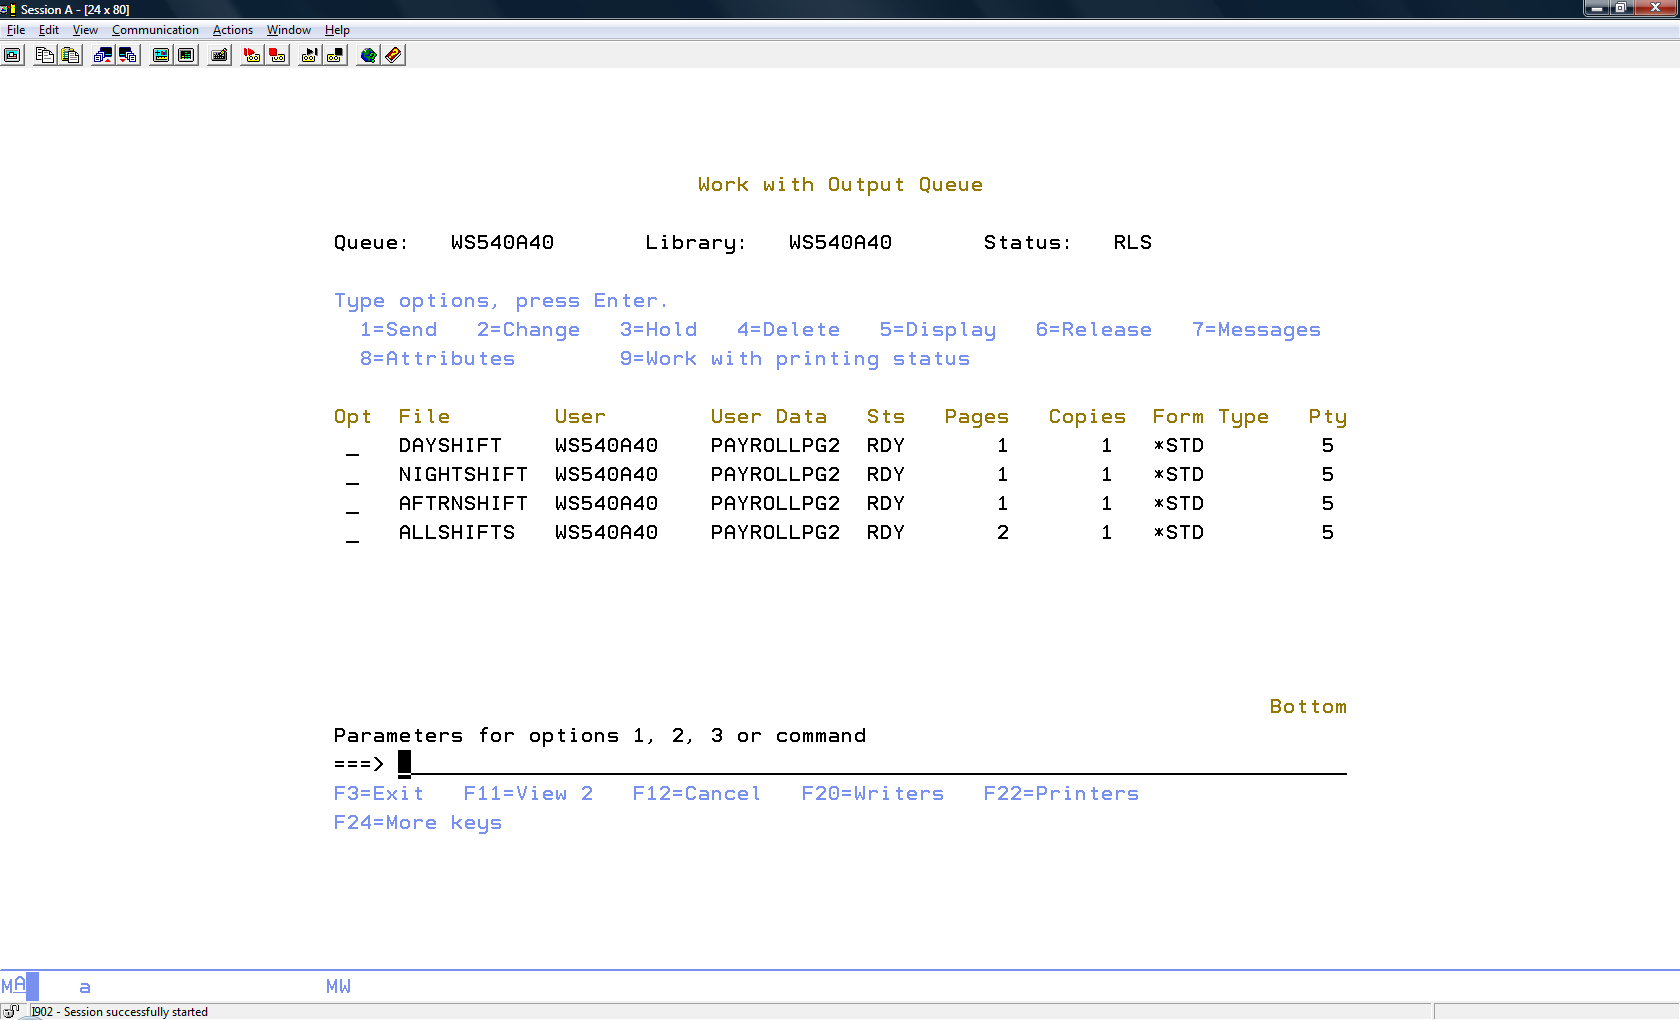 Session A - [24 x 80]
File Edit View Communication Actions Window Help
Work with Output Queue
Queue: WS540A40 Library: WS540A40 Status: RLS
Type options, press Enter.
1=Send 2=Change 3=Hold 4=Delete 5=Display 6=Release 7=Messages
8=Attributes 9=Work with printing status
Opt File User User Data Sts Pages Copies Form Type Pty
_ DAYSHIFT WS540A40 PAYROLLPG2 RDY 1 1 *STD 5
_ NIGHTSHIFT WS540A40 PAYROLLPG2 RDY 1 1 *STD 5
_ AFTRNSHIFT WS540A40 PAYROLLPG2 RDY 1 1 *STD 5
_ ALLSHIFTS WS540A40 PAYROLLPG2 RDY 2 1 *STD 5
Bottom
Parameters for options 1, 2, 3 or command
===>
F3=Exit F11=View 2 F12=Cancel F20=Writers F22=Printers
F24=More keys
MA a MW
I902 - Session successfully started